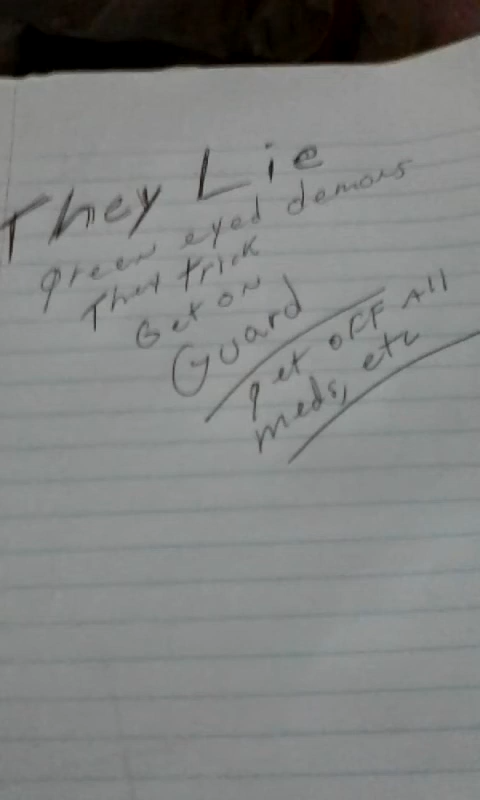 They Lie
green eyed demons
They trick
Get on
Guard
get off All
meds, etc